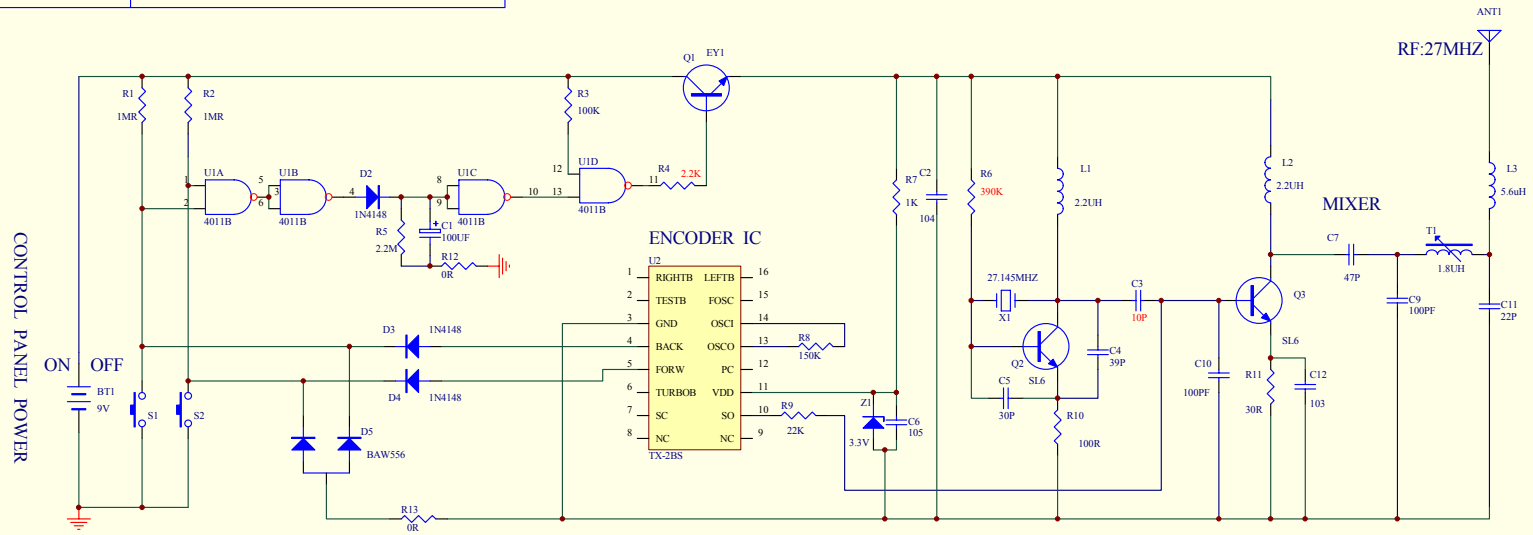 ANT1
RF:27MHZ
Q1 EY1
R1
1MR
R2
1MR
R3
100K
U1A
1
2
4011B
5
6
U1B
3
4
4011B
D2
1N4148
8
9
U1C
10
4011B
12
13
U1D
11
4011B
R4 2.2K
R5
2.2M
+
C1
100UF
R12
0R
R7
1K
C2
104
R6
390K
L1
2.2UH
L2
2.2UH
L3
5.6uH
MIXER
C7
47P
T1
1.8UH
CONTROL PANEL POWER
ON OFF
BT1
9V
S1
S2
D3 1N4148
D4 1N4148
D5
BAW556
R13
0R
ENCODER IC
U2
1 RIGHTB LEFTB 16
2 TESTB FOSC 15
3 GND OSCI 14
4 BACK OSCO 13
5 FORW PC 12
6 TURBOB VDD 11
7 SC SO 10
8 NC NC 9
TX-2BS
R8
150K
R9
22K
Z1
3.3V
C6
105
27.145MHZ
X1
C3
10P
Q2
SL6
C4
39P
C5
30P
R10
100R
Q3
SL6
C10
100PF
R11
30R
C12
103
C9
100PF
C11
22P